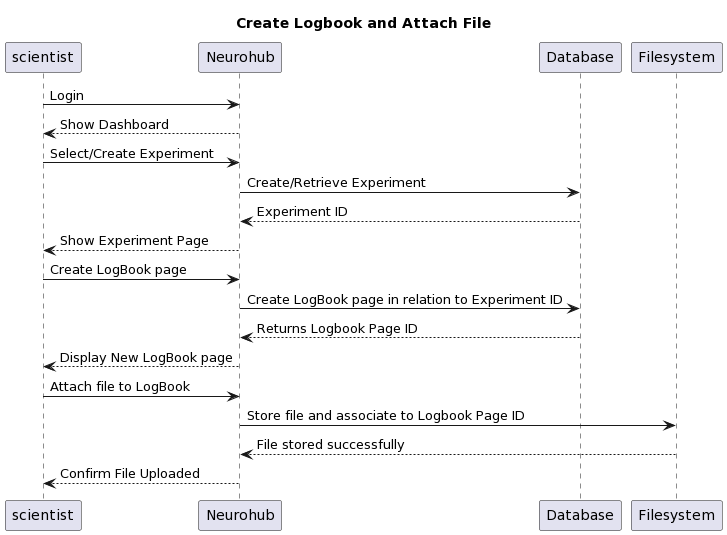 Create Logbook and Attach File
scientist Neurohub Database Filesystem
Login
Show Dashboard
Select/Create Experiment
Create/Retrieve Experiment
Experiment ID
Show Experiment Page
Create LogBook page
Create LogBook page in relation to Experiment ID
Returns Logbook Page ID
Display New LogBook page
Attach file to LogBook
Store file and associate to Logbook Page ID
File stored successfully
Confirm File Uploaded
scientist Neurohub Database Filesystem